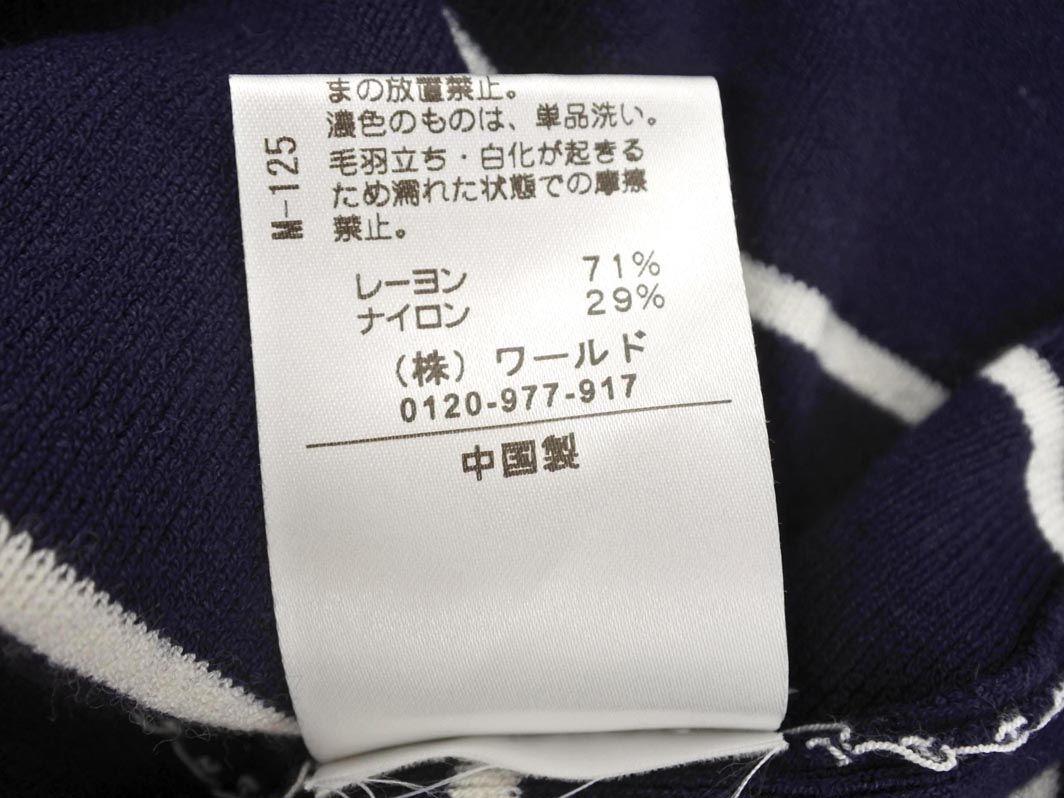 まの放置禁止。
濃色のものは、単品洗い。
毛羽立ち・白化が起きる
ため濡れた状態での摩擦
禁止。
M-125
レーヨン 71%
ナイロン 29%
(株) ワールド
0120-977-917
中国製